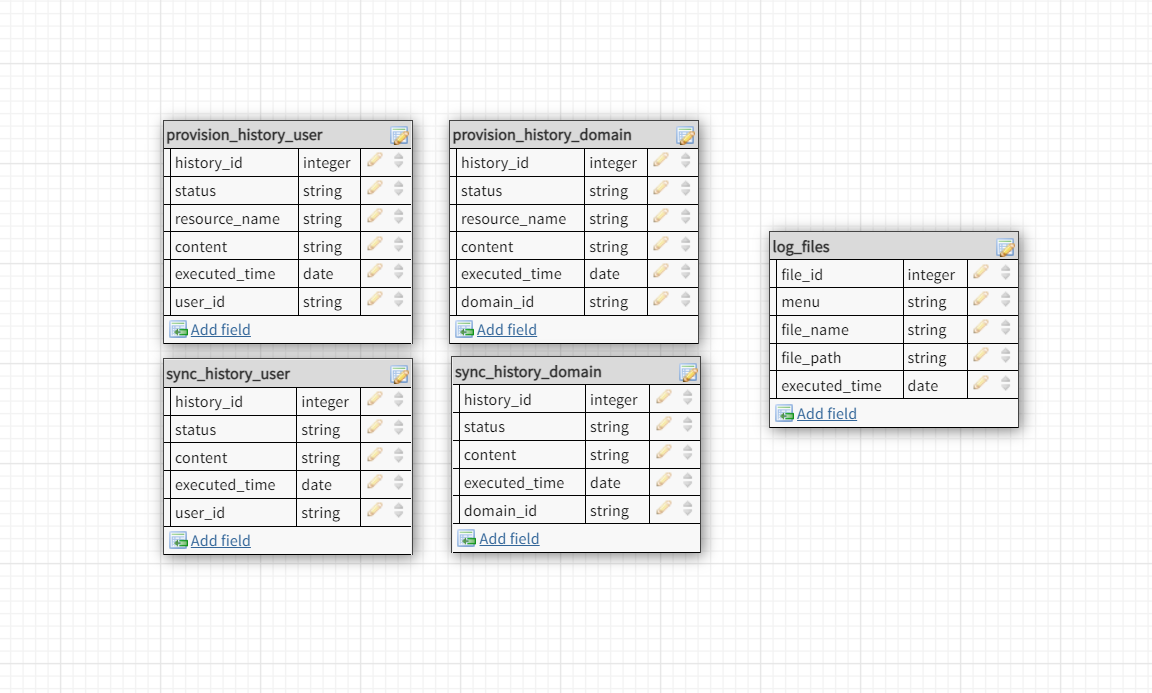 provision_history_user
history_id integer
status string
resource_name string
content string
executed_time date
user_id string
Add field
provision_history_domain
history_id integer
status string
resource_name string
content string
executed_time date
domain_id string
Add field
sync_history_user
history_id integer
status string
content string
executed_time date
user_id string
Add field
sync_history_domain
history_id integer
status string
content string
executed_time date
domain_id string
Add field
log_files
file_id integer
menu string
file_name string
file_path string
executed_time date
Add field